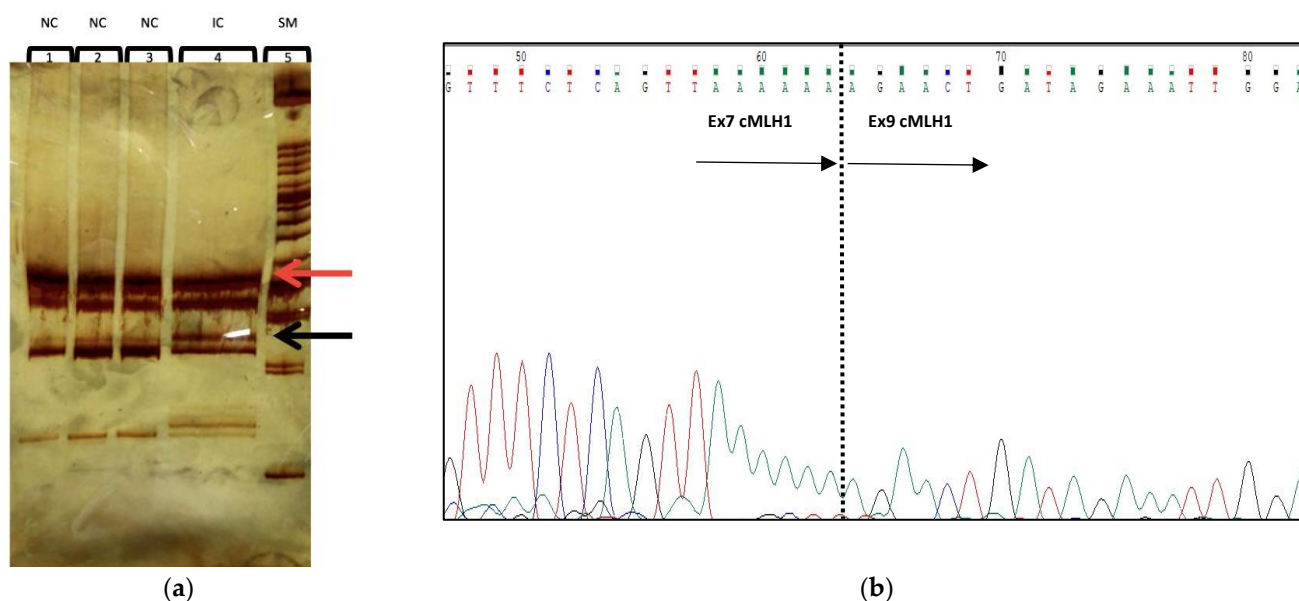 NC NC NC IC SM
1 2 3 4 5
50 60 70 80
G T T T C T C A G T T A A A A A A A G A A C T G A T A G A A A T T G G A
Ex7 cMLH1 Ex9 cMLH1
(a) (b)